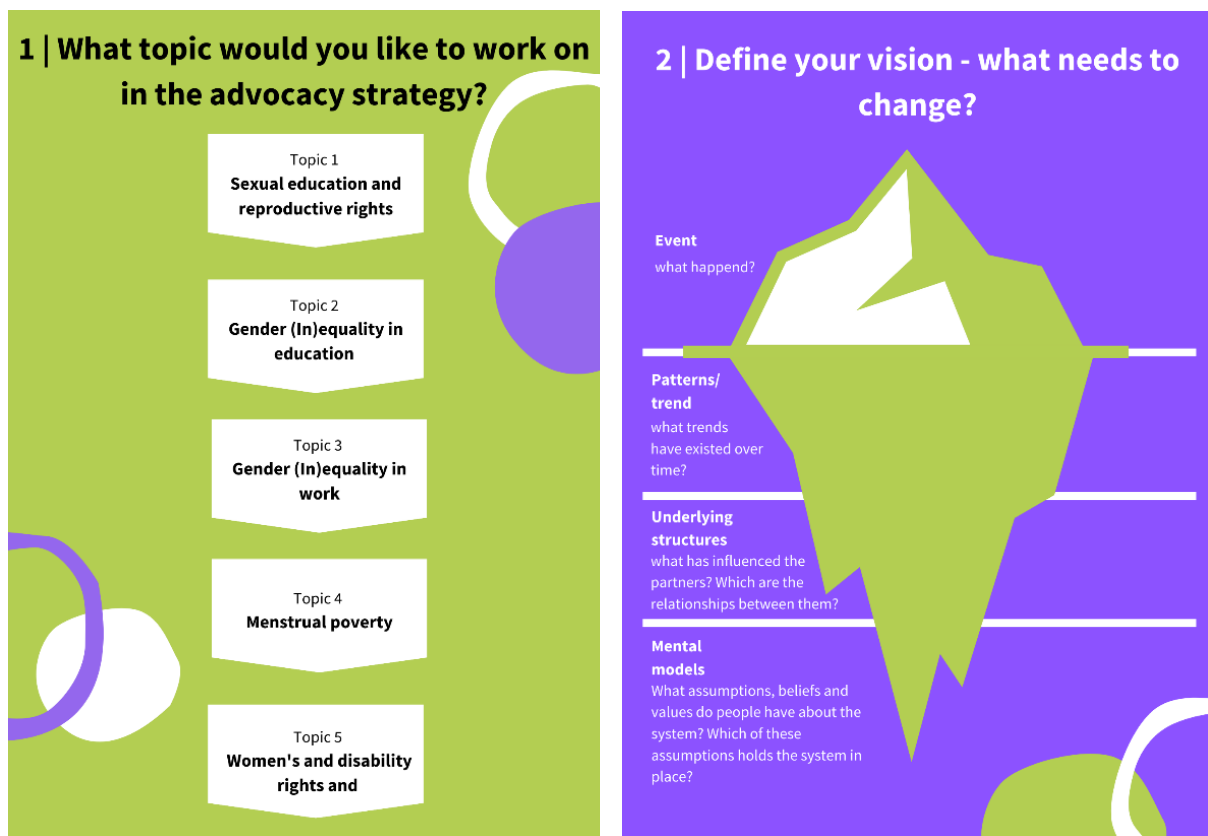 1 | What topic would you like to work on
in the advocacy strategy?
Topic 1
Sexual education and
reproductive rights
Topic 2
Gender (In)equality in
education
Topic 3
Gender (In)equality in
work
Topic 4
Menstrual poverty
Topic 5
Women's and disability
rights and
2 | Define your vision - what needs to
change?
Event
what happend?
Patterns/
trend
what trends
have existed over
time?
Underlying
structures
what has influenced the
partners? Which are the
relationships between them?
Mental
models
What assumptions, beliefs and
values do people have about the
system? Which of these
assumptions holds the system in
place?